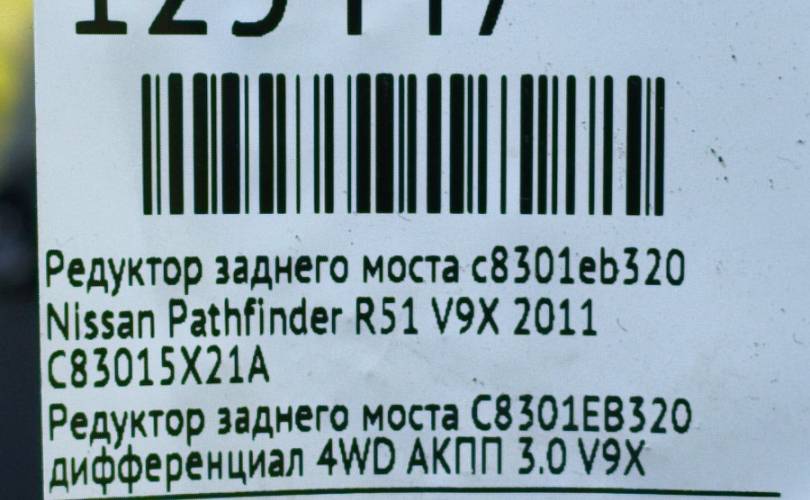 Редуктор заднего моста c8301eb320
Nissan Pathfinder R51 V9X 2011
C83015X21A
Редуктор заднего моста C8301EB320
дифференциал 4WD АКПП 3.0 V9X